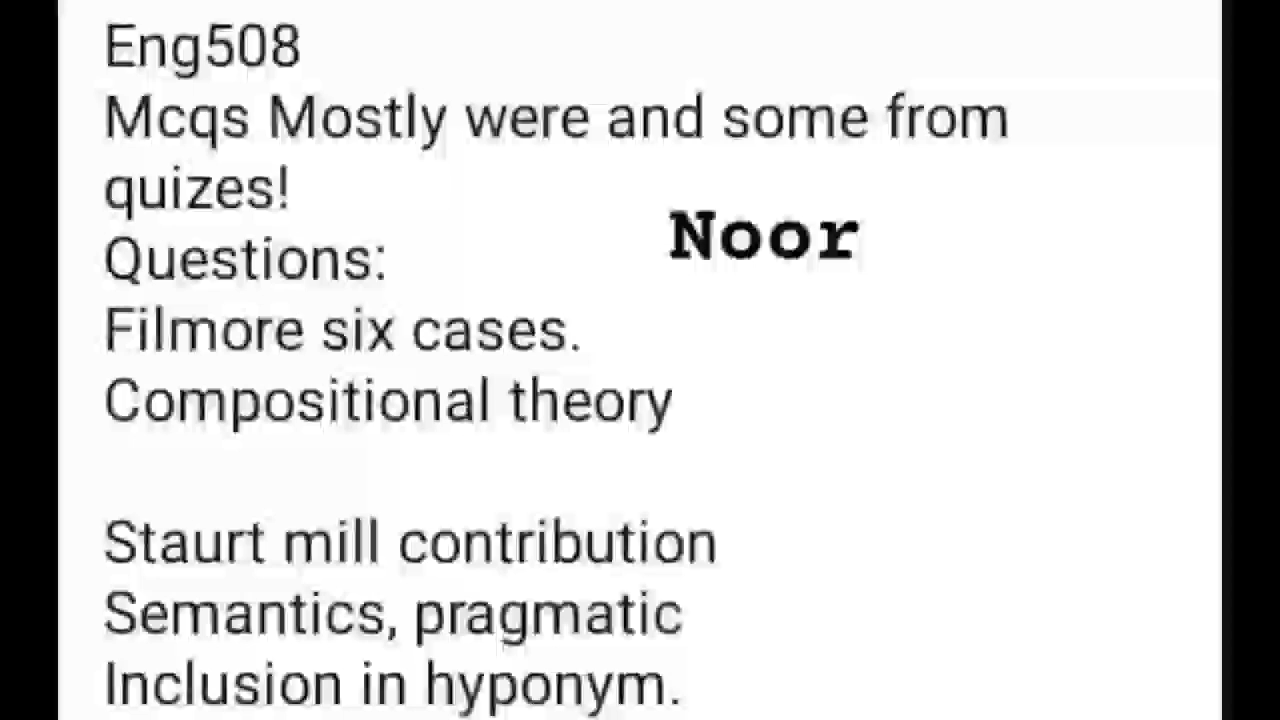 Eng508
Mcqs Mostly were and some from
quizes!
Noor
Questions:
Filmore six cases.
Compositional theory
Staurt mill contribution
Semantics, pragmatic
Inclusion in hyponym.